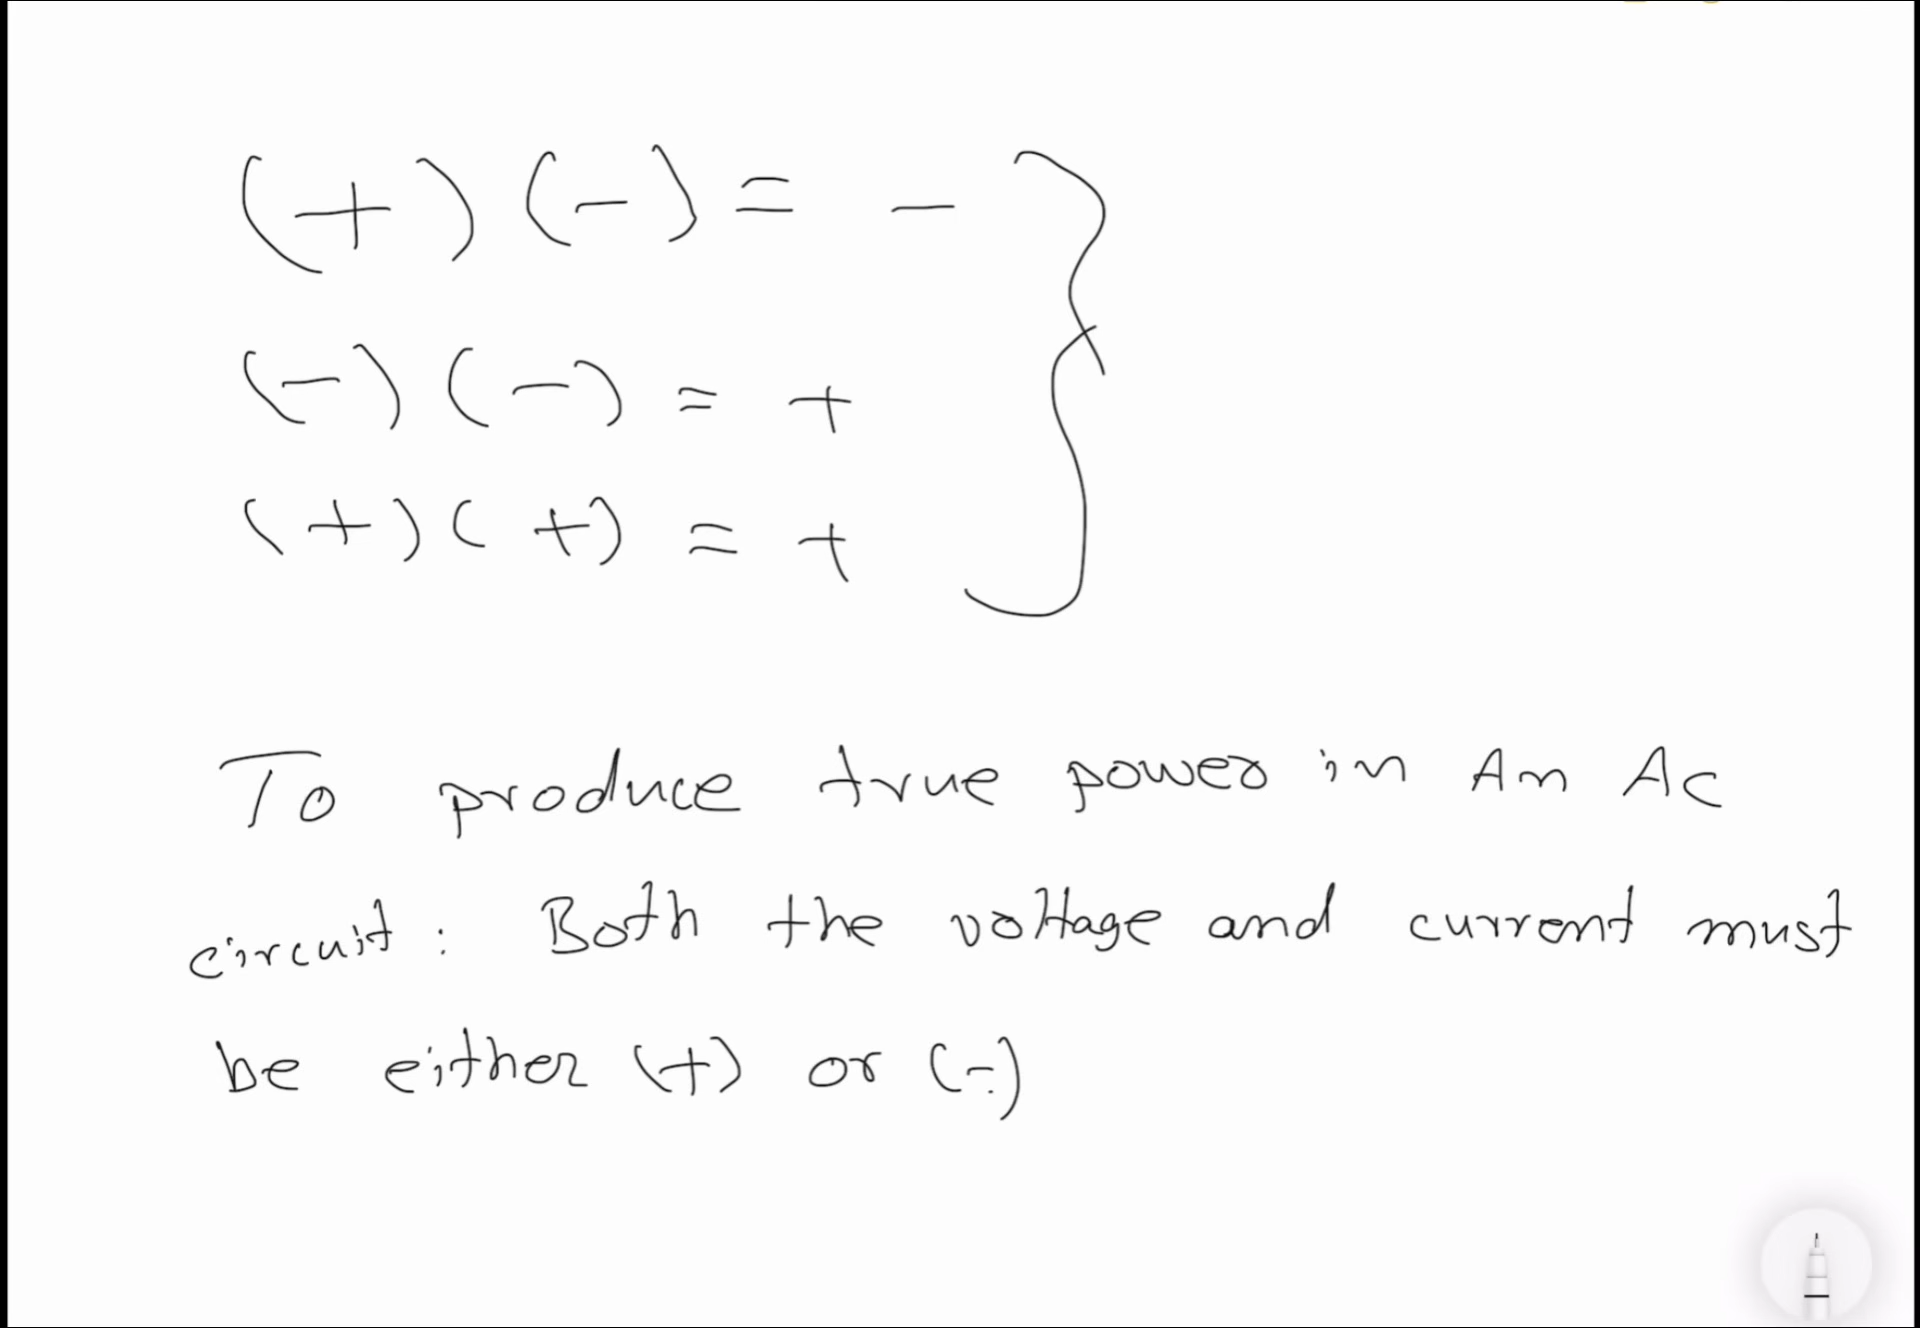 (+) (-) = -
(-) (-) = +
(+) (+) = +
To produce true power in An Ac
circuit : Both the voltage and current must
be either (+) or (-)